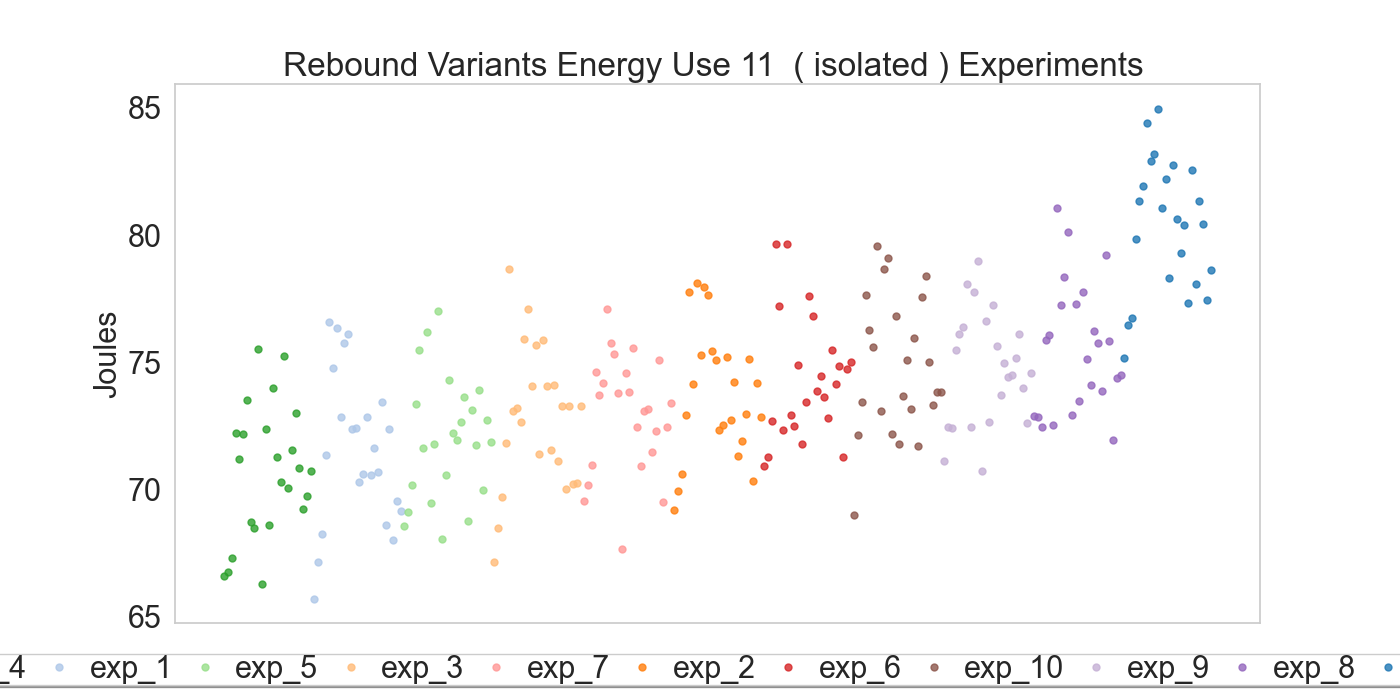 Rebound Variants Energy Use 11 ( isolated ) Experiments
85
80
75
70
65
Joules
_4 exp_1 exp_5 exp_3 exp_7 exp_2 exp_6 exp_10 exp_9 exp_8